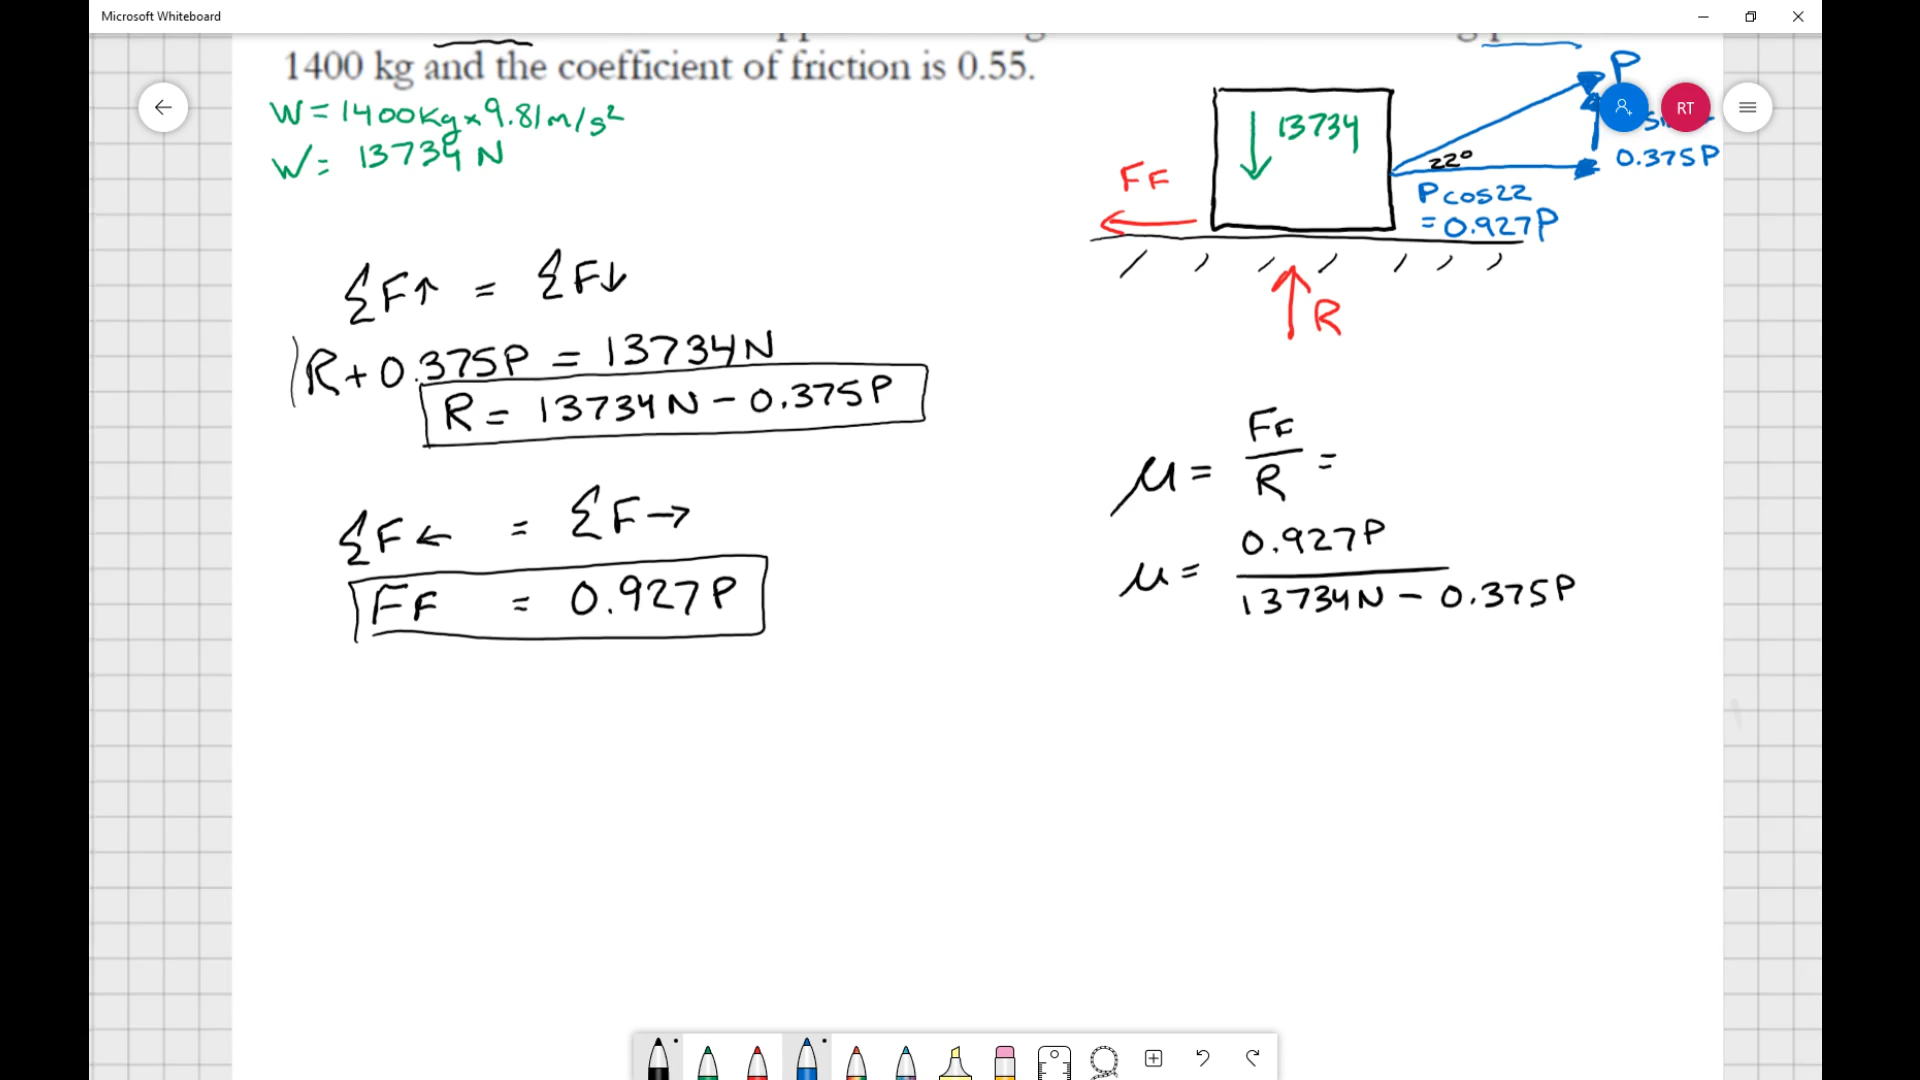 Microsoft Whiteboard
1400 kg and the coefficient of friction is 0.55.
W = 1400kg x 9.81m/s²
W = 13734 N
ΣF↑ = ΣF↓
R + 0.375P = 13734N
R = 13734N - 0.375P
ΣF← = ΣF→
FF = 0.927P
13734
FF
R
P
RT
22°
0.375P
Pcos22
= 0.927P
μ = FF / R =
μ = 0.927P / 13734N - 0.375P